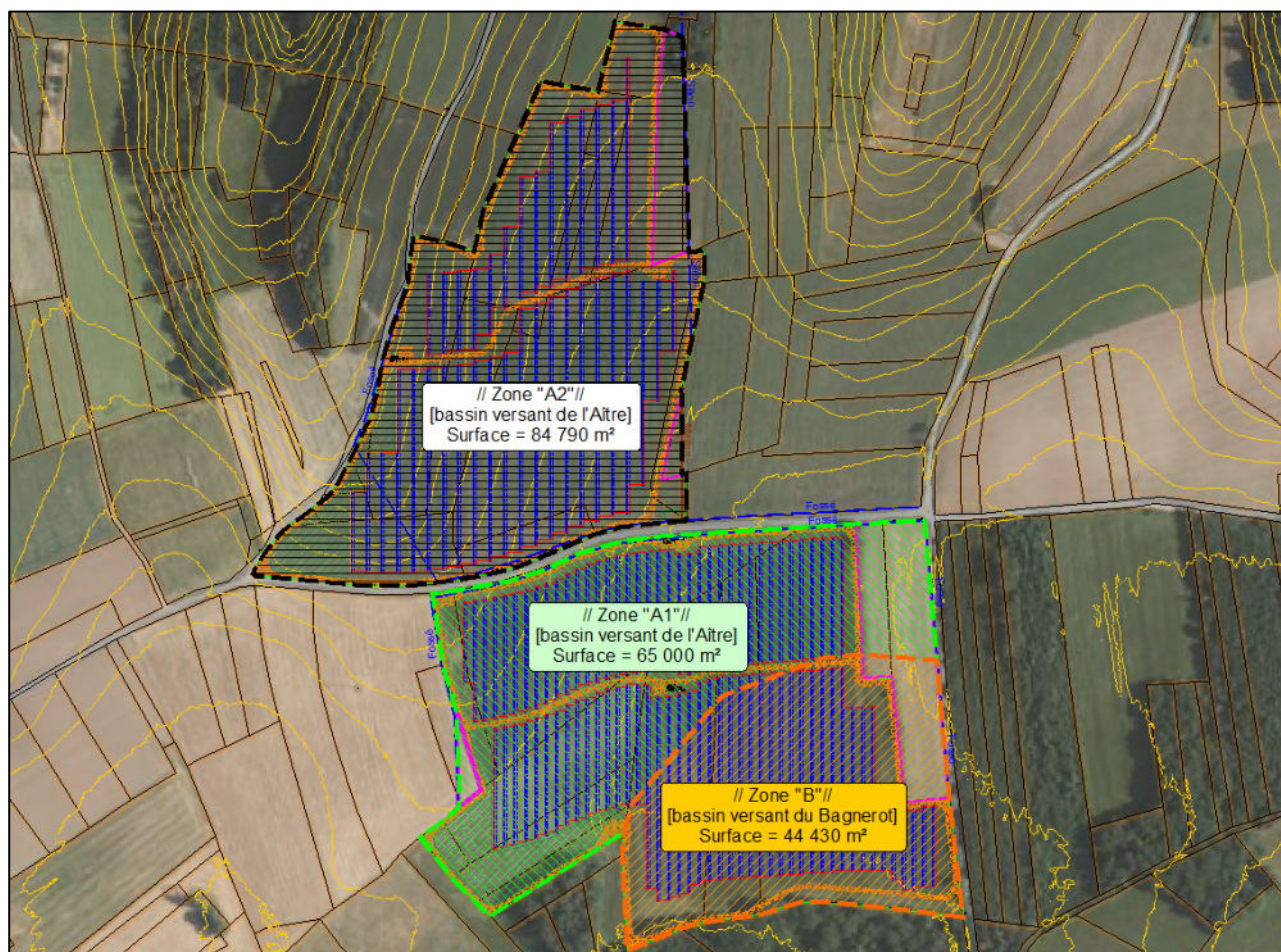 Fossé
// Zone "A2"//
[bassin versant de l'Aître]
Surface = 84 790 m²
Fossé
Fossé
Fossé
// Zone "A1"//
[bassin versant de l'Aître]
Surface = 65 000 m²
// Zone "B"//
[bassin versant du Bagnerot]
Surface = 44 430 m²